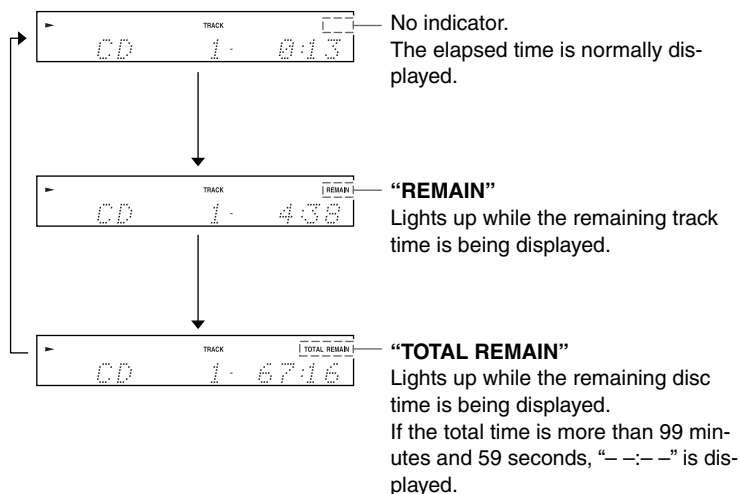 TRACK
CD 1- 0:13
No indicator.
The elapsed time is normally dis-
played.
TRACK REMAIN
CD 1- 4:38
“REMAIN”
Lights up while the remaining track
time is being displayed.
TRACK TOTAL REMAIN
CD 1- 67:16
“TOTAL REMAIN”
Lights up while the remaining disc
time is being displayed.
If the total time is more than 99 min-
utes and 59 seconds, “– –:– –” is dis-
played.